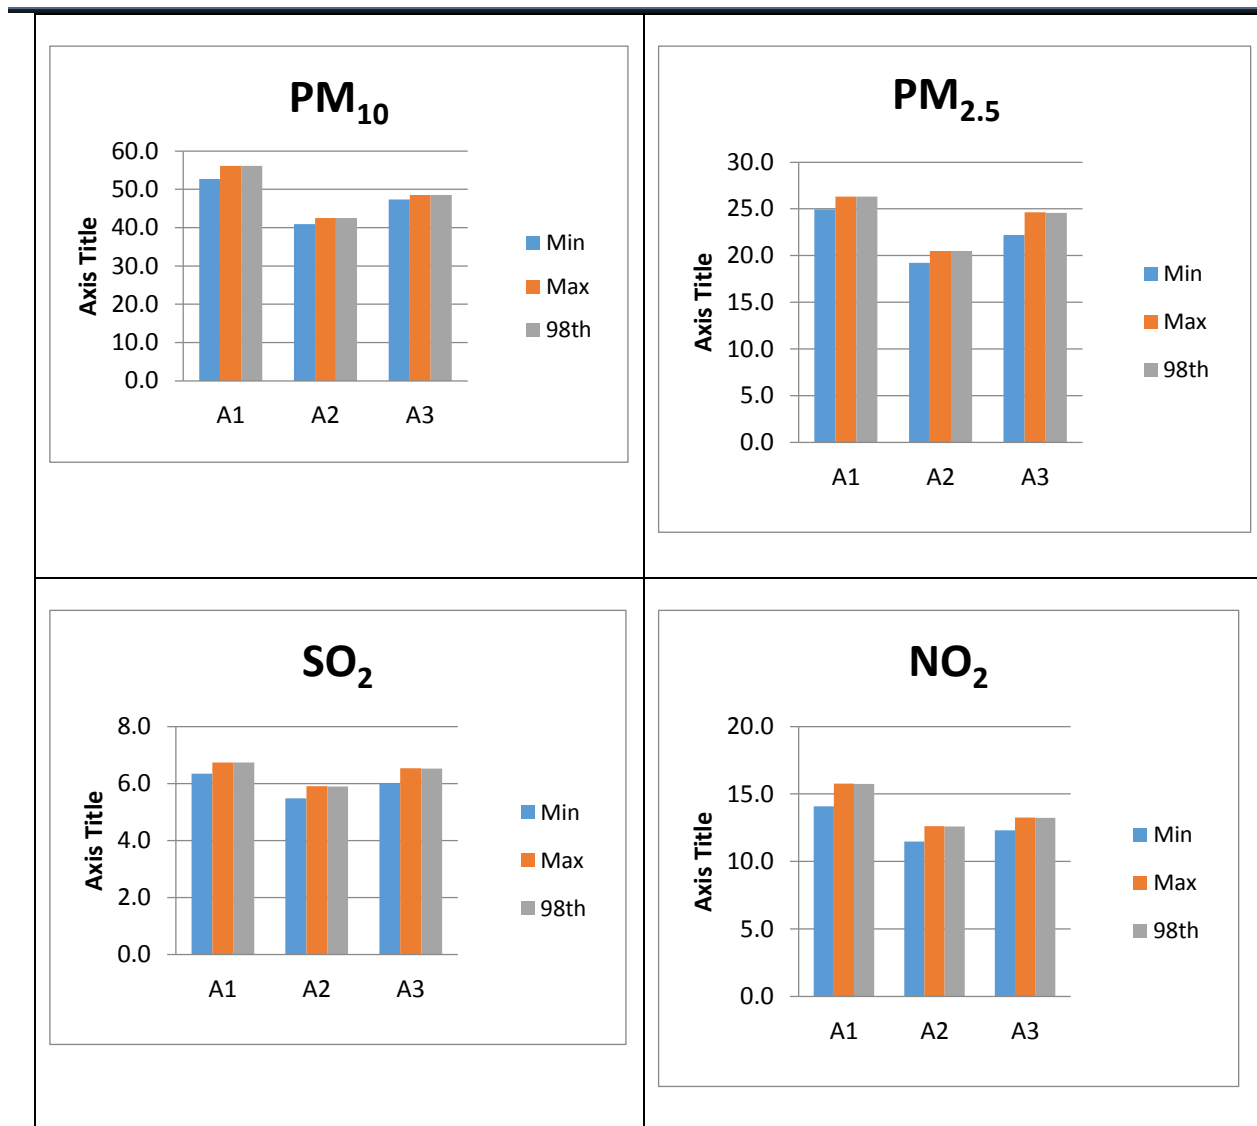 PM10
60.0
50.0
40.0
30.0
20.0
10.0
0.0
Axis Title
A1 A2 A3
Min
Max
98th
PM2.5
30.0
25.0
20.0
15.0
10.0
5.0
0.0
Axis Title
A1 A2 A3
Min
Max
98th
SO2
8.0
6.0
4.0
2.0
0.0
Axis Title
A1 A2 A3
Min
Max
98th
NO2
20.0
15.0
10.0
5.0
0.0
Axis Title
A1 A2 A3
Min
Max
98th